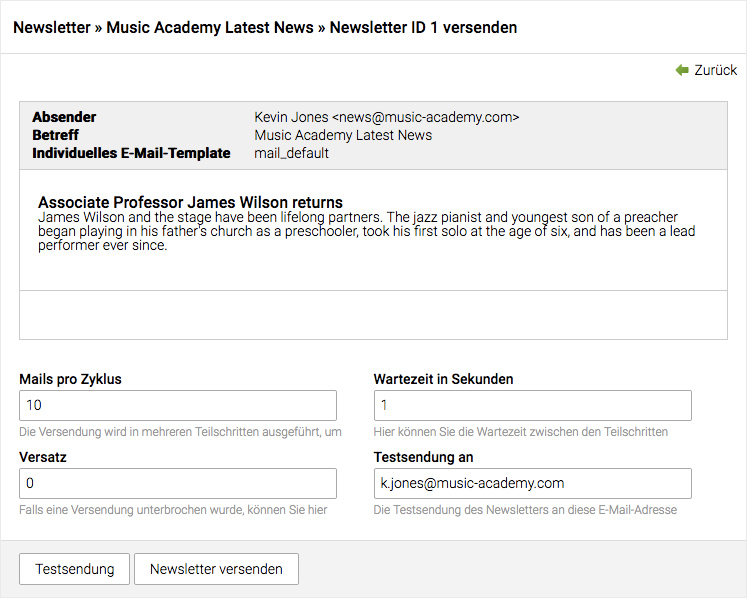 Newsletter » Music Academy Latest News » Newsletter ID 1 versenden
Zurück
Absender Kevin Jones <news@music-academy.com>
Betreff Music Academy Latest News
Individuelles E-Mail-Template mail_default
Associate Professor James Wilson returns
James Wilson and the stage have been lifelong partners. The jazz pianist and youngest son of a preacher
began playing in his father's church as a preschooler, took his first solo at the age of six, and has been a lead
performer ever since.
Mails pro Zyklus
10
Die Versendung wird in mehreren Teilschritten ausgeführt, um
Wartezeit in Sekunden
1
Hier können Sie die Wartezeit zwischen den Teilschritten
Versatz
0
Falls eine Versendung unterbrochen wurde, können Sie hier
Testsendung an
k.jones@music-academy.com
Die Testsendung des Newsletters an diese E-Mail-Adresse
Testsendung
Newsletter versenden